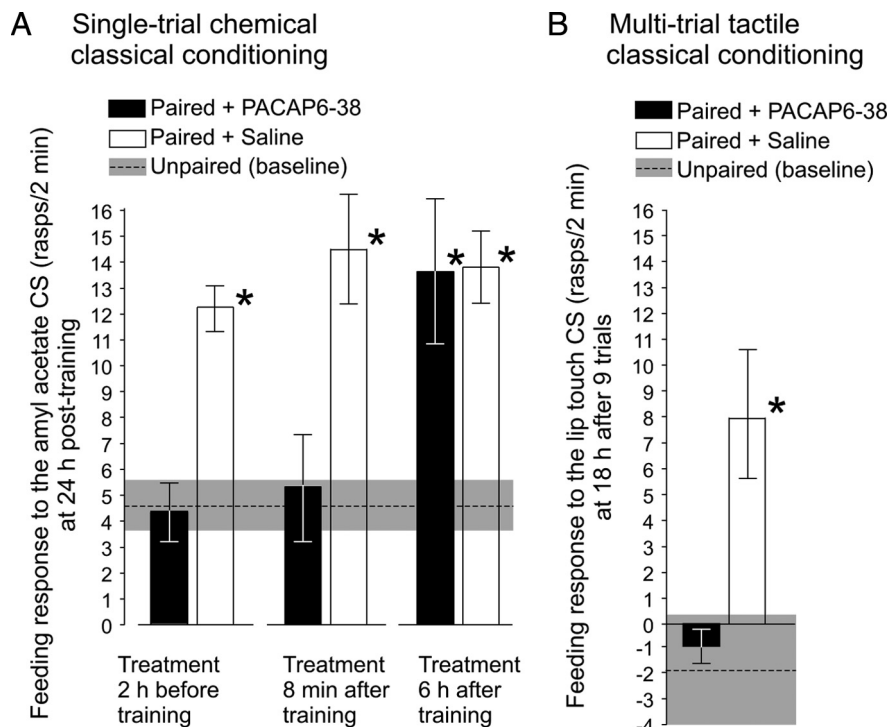 A Single-trial chemical
classical conditioning
Paired + PACAP6-38
Paired + Saline
Unpaired (baseline)
Feeding response to the amyl acetate CS (rasps/2 min)
at 24 h post-training
16
15
14
13
12
11
10
9
8
7
6
5
4
3
2
1
0
*
*
* *
Treatment
2 h before
training
Treatment
8 min after
training
Treatment
6 h after
training
B Multi-trial tactile
classical conditioning
Paired + PACAP6-38
Paired + Saline
Unpaired (baseline)
Feeding response to the lip touch CS (rasps/2 min)
at 18 h after 9 trials
16
15
14
13
12
11
10
9
8
7
6
5
4
3
2
1
0
-1
-2
-3
-4
*